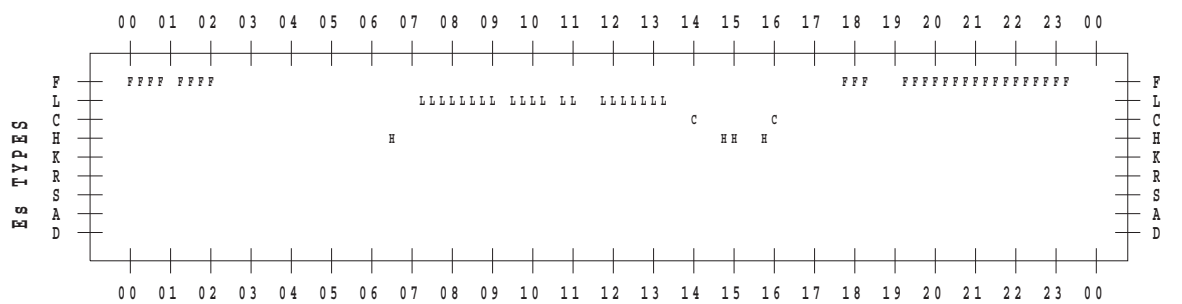 00 01 02 03 04 05 06 07 08 09 10 11 12 13 14 15 16 17 18 19 20 21 22 23 00
Es TYPES
F FFFF FFFF FFF FFFFFFFFFFFFFFFFF F
L LLLLLLLL LLLL LL LLLLLLL L
C C C C
H H HH H H
K K
R R
S S
A A
D D
00 01 02 03 04 05 06 07 08 09 10 11 12 13 14 15 16 17 18 19 20 21 22 23 00